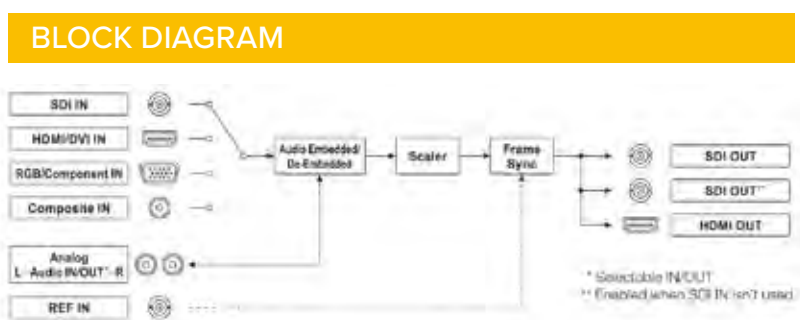 BLOCK DIAGRAM
SDI IN
HDMI/DVI IN
RGB/Component IN
Composite IN
Analog
L-Audio IN/OUT*-R
REF IN
Audio Embedded/
De-Embedded
Scaler
Frame
Sync
SDI OUT
SDI OUT**
HDMI OUT
* Selectable IN/OUT
** Enabled when SDI IN isn't used